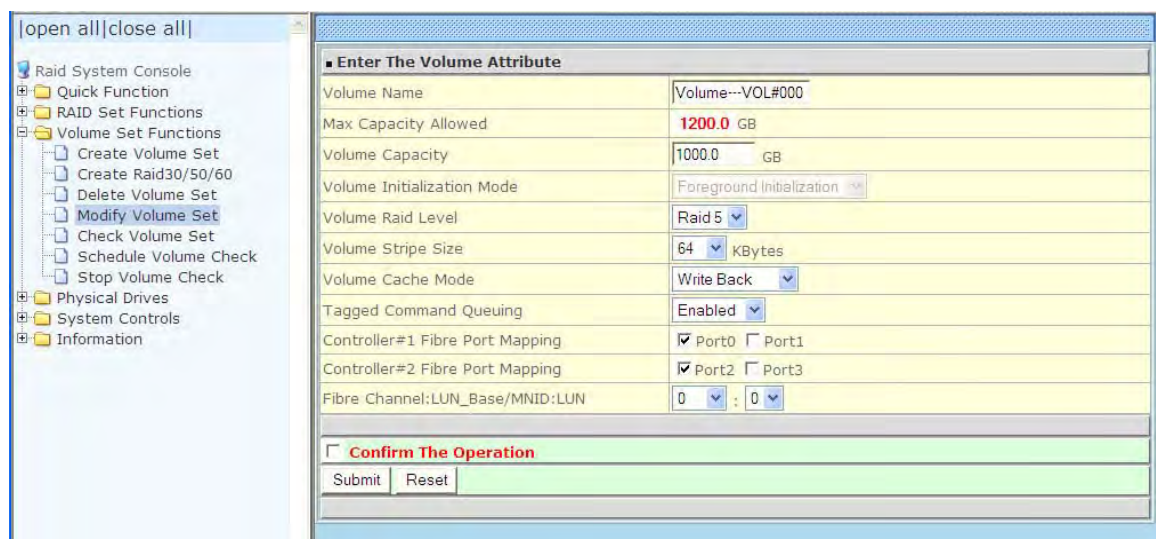 |open all|close all|
Raid System Console
Quick Function
RAID Set Functions
Volume Set Functions
Create Volume Set
Create Raid30/50/60
Delete Volume Set
Modify Volume Set
Check Volume Set
Schedule Volume Check
Stop Volume Check
Physical Drives
System Controls
Information
Enter The Volume Attribute
Volume Name Volume---VOL#000
Max Capacity Allowed 1200.0 GB
Volume Capacity 1000.0 GB
Volume Initialization Mode Foreground Initialization
Volume Raid Level Raid 5
Volume Stripe Size 64 KBytes
Volume Cache Mode Write Back
Tagged Command Queuing Enabled
Controller#1 Fibre Port Mapping Port0 Port1
Controller#2 Fibre Port Mapping Port2 Port3
Fibre Channel:LUN_Base/MNID:LUN 0 : 0
Confirm The Operation
Submit Reset